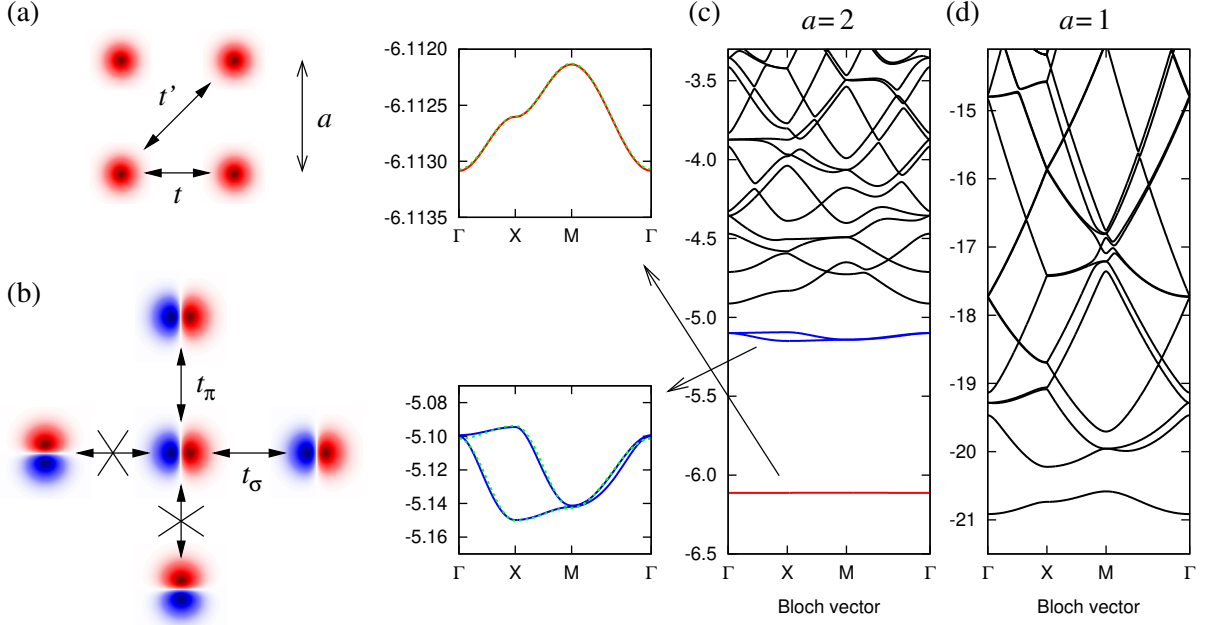 (a)
t'
a
t
(b)
tπ
tσ
-6.1120
-6.1125
-6.1130
-6.1135
Γ X M Γ
-5.08
-5.10
-5.12
-5.14
-5.16
Γ X M Γ
(c) a=2
-3.5
-4.0
-4.5
-5.0
-5.5
-6.0
-6.5
Γ X M Γ
Bloch vector
(d) a=1
-15
-16
-17
-18
-19
-20
-21
Γ X M Γ
Bloch vector